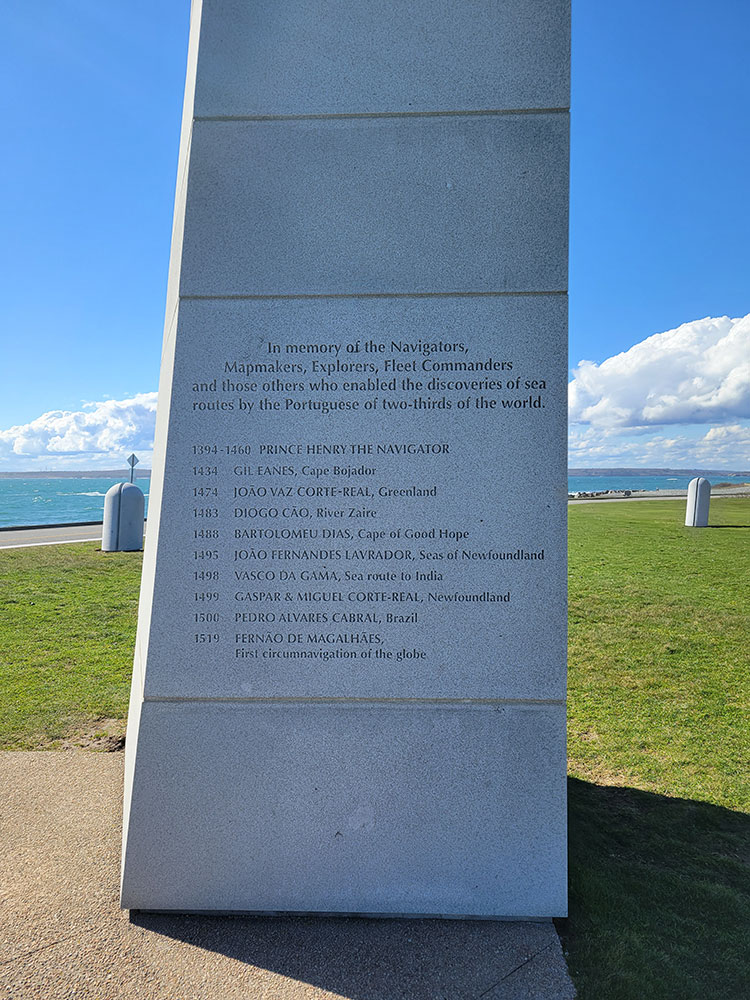 In memory of the Navigators,
Mapmakers, Explorers, Fleet Commanders
and those others who enabled the discoveries of sea
routes by the Portuguese of two-thirds of the world.
1394-1460 PRINCE HENRY THE NAVIGATOR
1434 GIL EANES, Cape Bojador
1474 JOÃO VAZ CORTE-REAL, Greenland
1483 DIOGO CÃO, River Zaire
1488 BARTOLOMEU DIAS, Cape of Good Hope
1495 JOÃO FERNANDES LAVRADOR, Seas of Newfoundland
1498 VASCO DA GAMA, Sea route to India
1499 GASPAR & MIGUEL CORTE-REAL, Newfoundland
1500 PEDRO ALVARES CABRAL, Brazil
1519 FERNÃO DE MAGALHÃES,
First circumnavigation of the globe